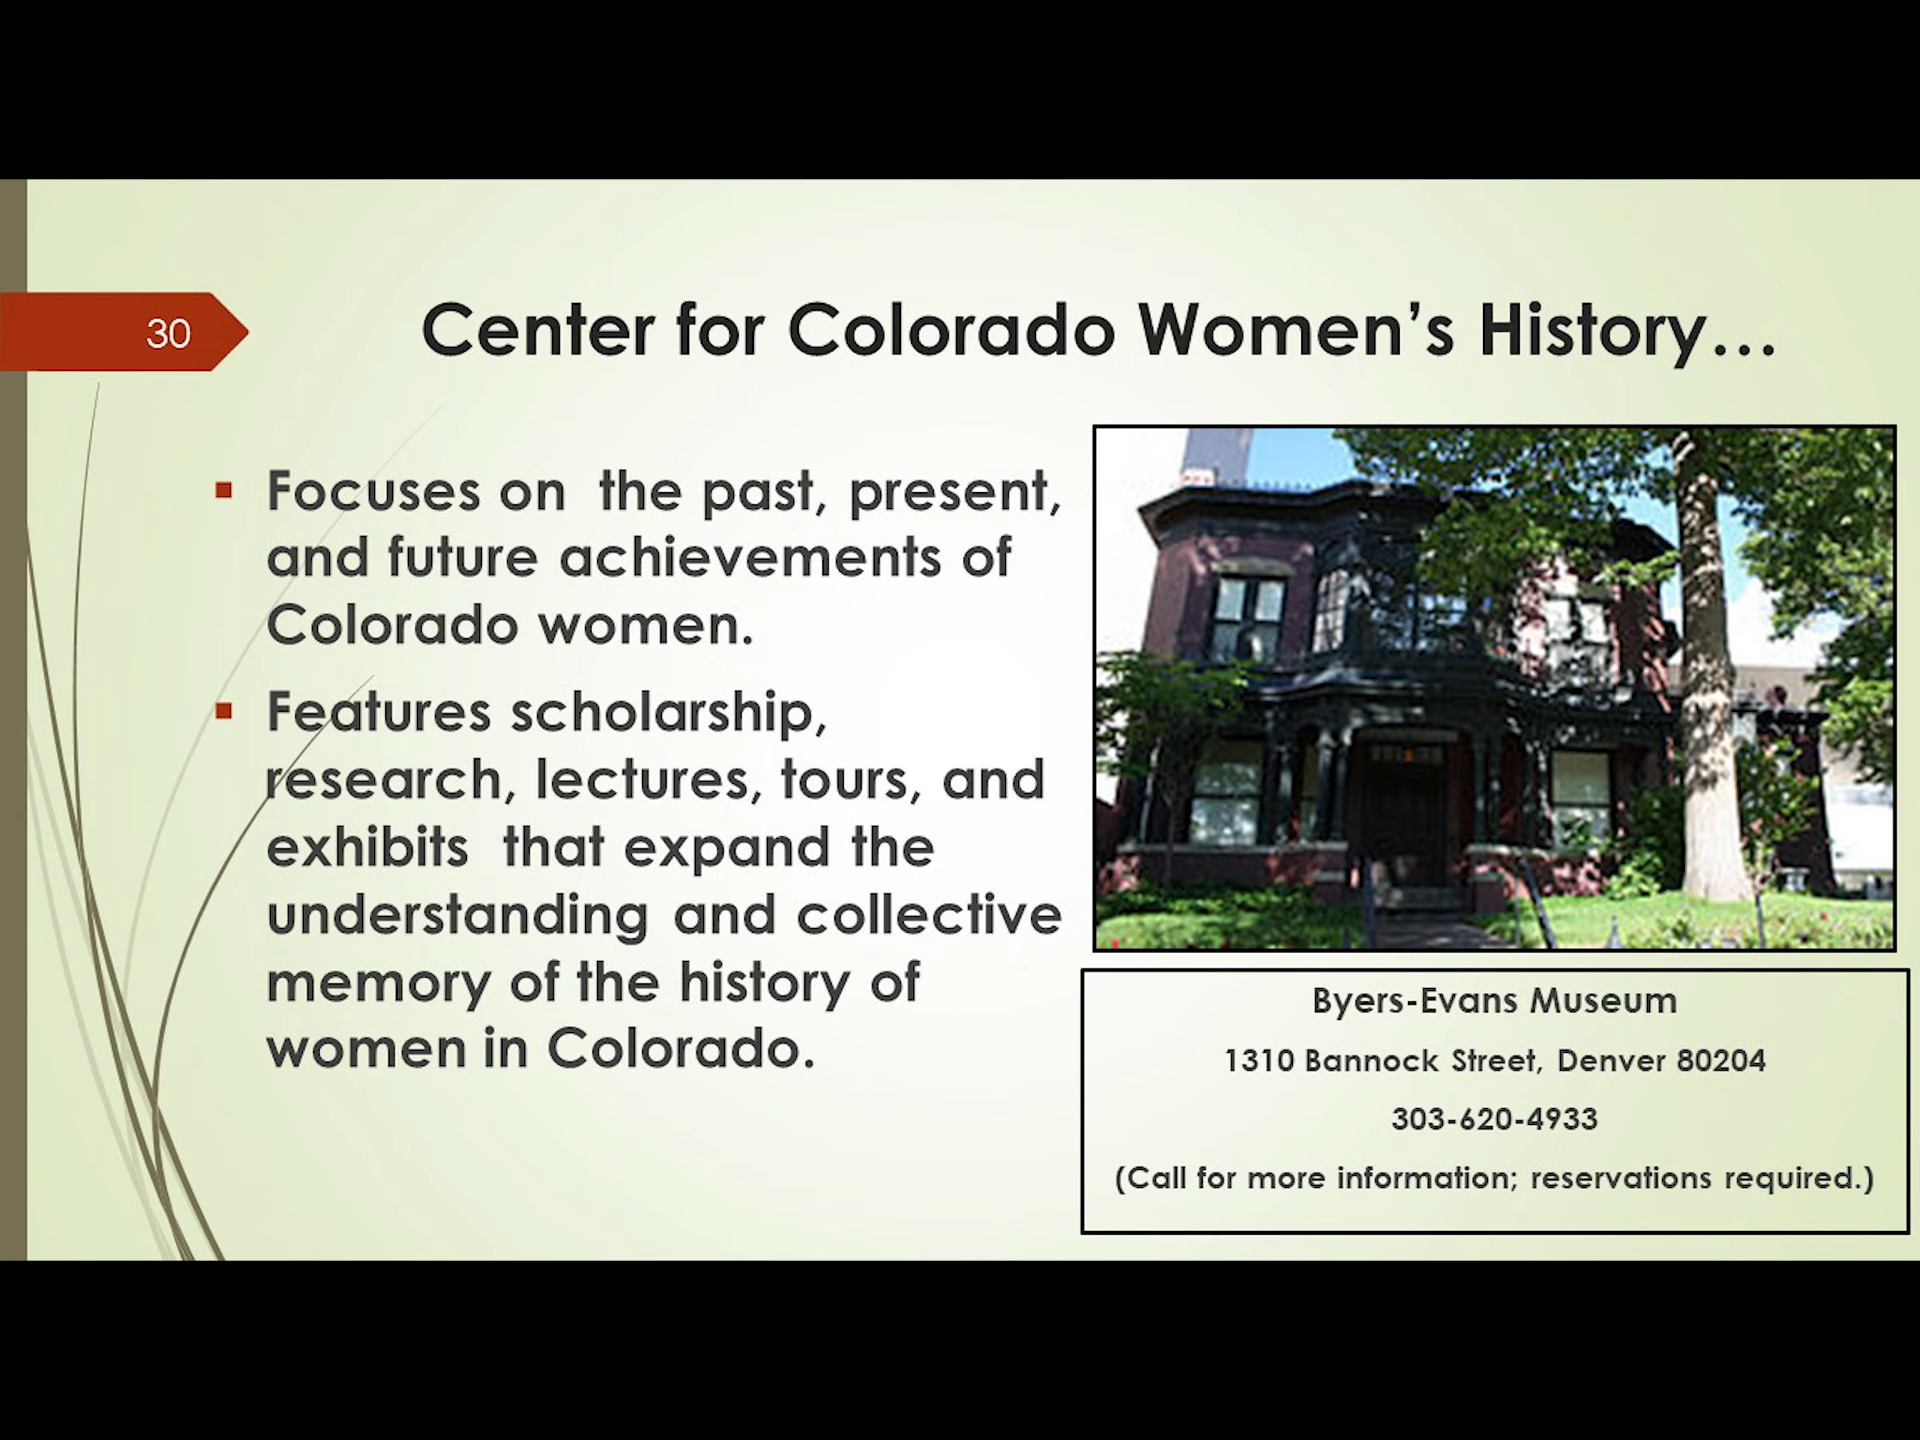 30
Center for Colorado Women’s History…
▪ Focuses on the past, present,
and future achievements of
Colorado women.
▪ Features scholarship,
research, lectures, tours, and
exhibits that expand the
understanding and collective
memory of the history of
women in Colorado.
Byers-Evans Museum
1310 Bannock Street, Denver 80204
303-620-4933
(Call for more information; reservations required.)